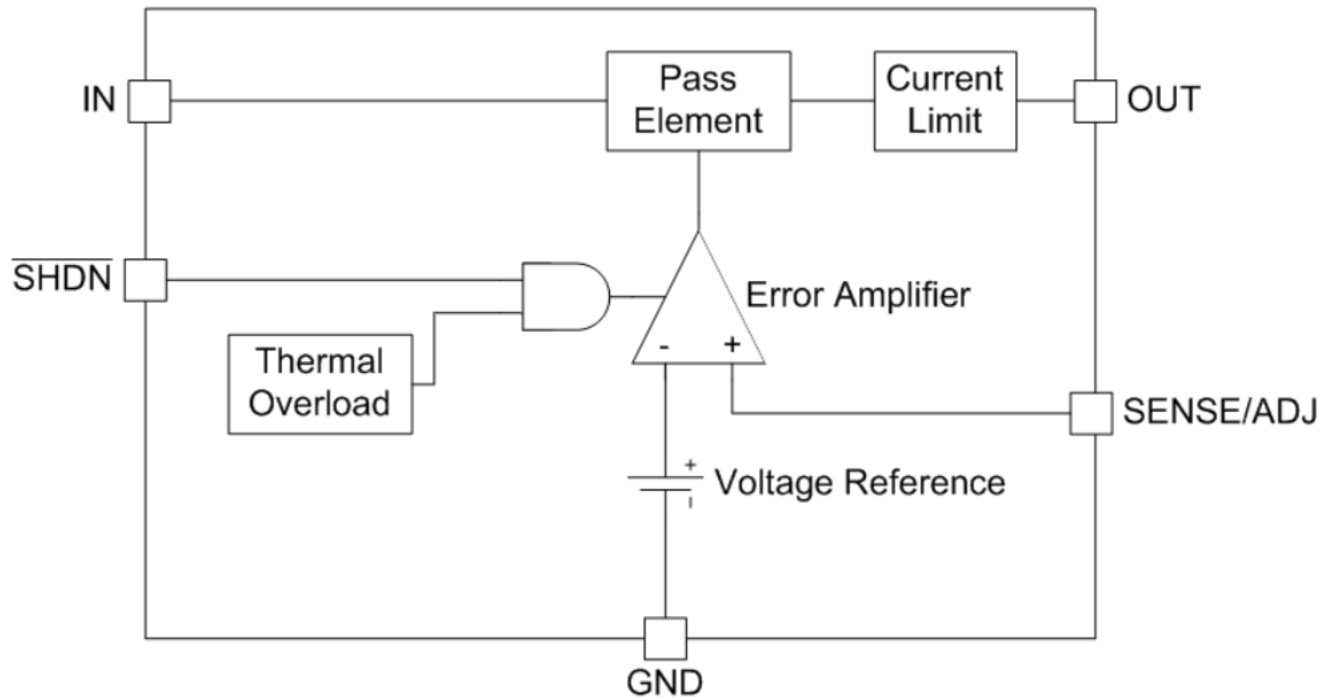 IN
Pass
Element
Current
Limit
OUT
SHDN
Error Amplifier
- +
Thermal
Overload
SENSE/ADJ
+
Voltage Reference
-
GND